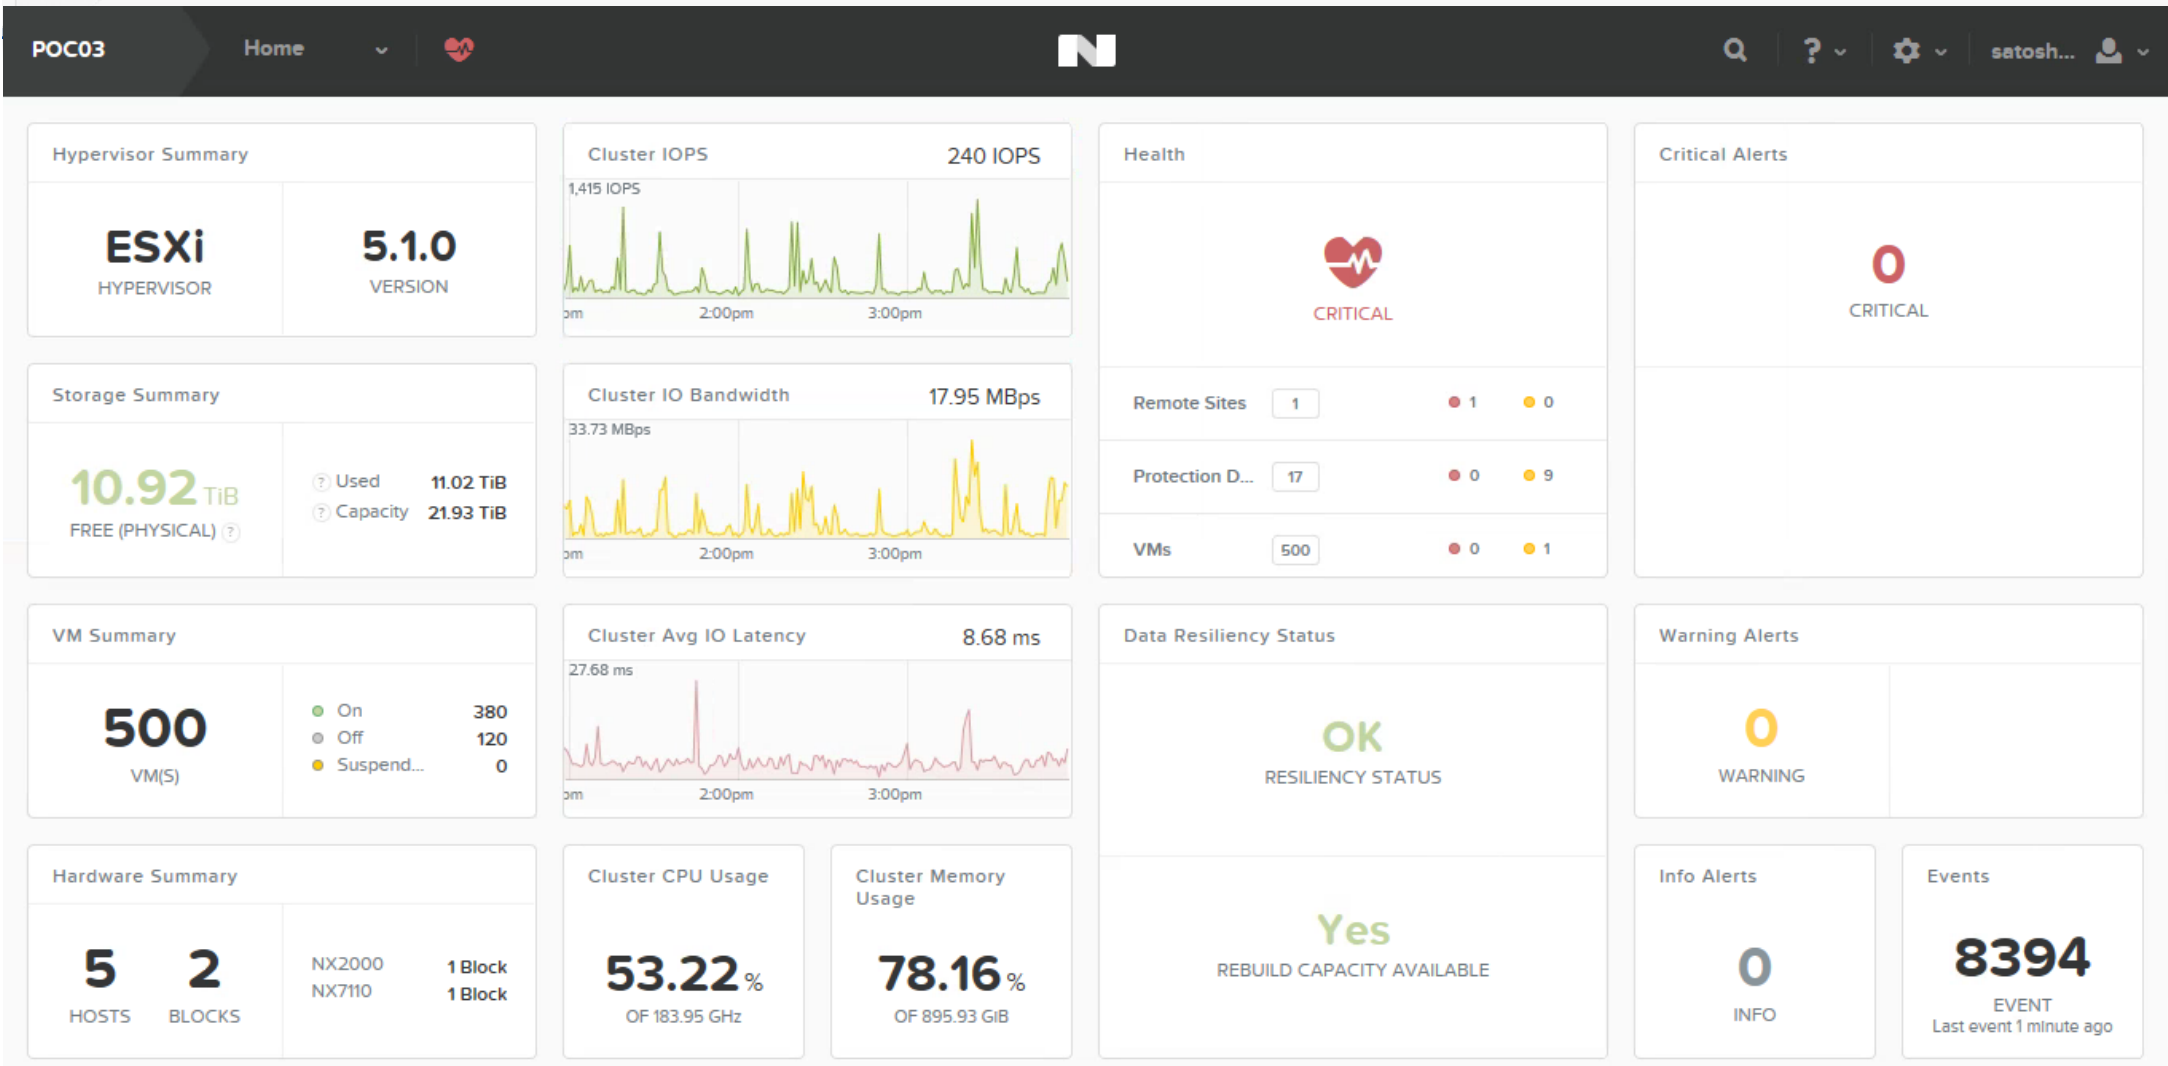 POC03 Home ? satosh...
Hypervisor Summary
ESXi
HYPERVISOR
5.1.0
VERSION
Cluster IOPS 240 IOPS
1,415 IOPS
pm 2:00pm 3:00pm
Health
CRITICAL
Remote Sites 1 1 0
Protection D... 17 0 9
VMs 500 0 1
Critical Alerts
0
CRITICAL
Storage Summary
10.92 TiB
FREE (PHYSICAL) ?
? Used 11.02 TiB
? Capacity 21.93 TiB
Cluster IO Bandwidth 17.95 MBps
33.73 MBps
pm 2:00pm 3:00pm
VM Summary
500
VM(S)
On 380
Off 120
Suspend... 0
Cluster Avg IO Latency 8.68 ms
27.68 ms
pm 2:00pm 3:00pm
Data Resiliency Status
OK
RESILIENCY STATUS
Yes
REBUILD CAPACITY AVAILABLE
Warning Alerts
0
WARNING
Hardware Summary
5
HOSTS
2
BLOCKS
NX2000 1 Block
NX7110 1 Block
Cluster CPU Usage
53.22 %
OF 183.95 GHz
Cluster Memory
Usage
78.16 %
OF 895.93 GiB
Info Alerts
0
INFO
Events
8394
EVENT
Last event 1 minute ago